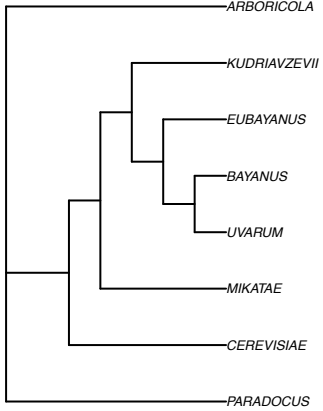 ARBORICOLA
KUDRIAVZEVII
EUBAYANUS
BAYANUS
UVARUM
MIKATAE
CEREVISIAE
PARADOCUS